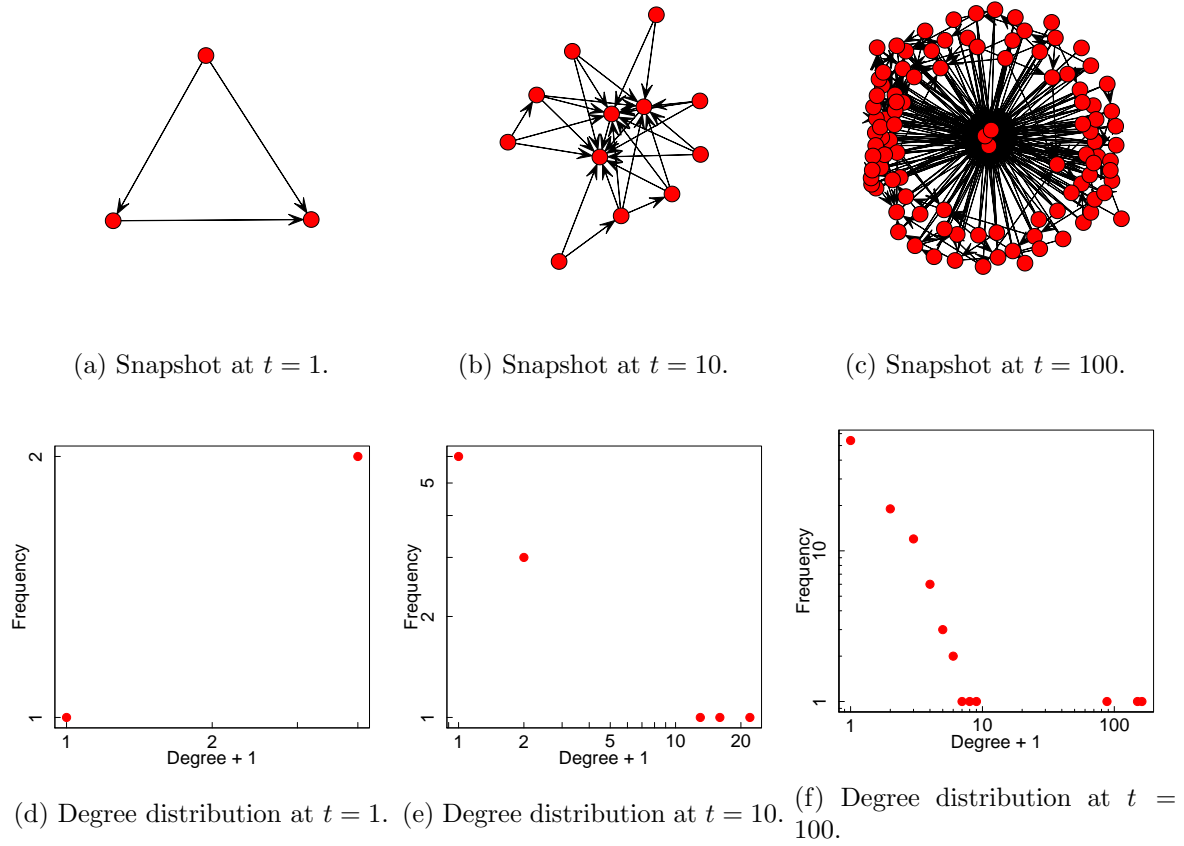 (a) Snapshot at t = 1.
(b) Snapshot at t = 10.
(c) Snapshot at t = 100.
2
1
Frequency
1
2
Degree + 1
5
2
1
Frequency
1
2
5
10
20
Degree + 1
10
1
Frequency
1
10
100
Degree + 1
(d) Degree distribution at t = 1.
(e) Degree distribution at t = 10.
(f) Degree distribution at t =
100.